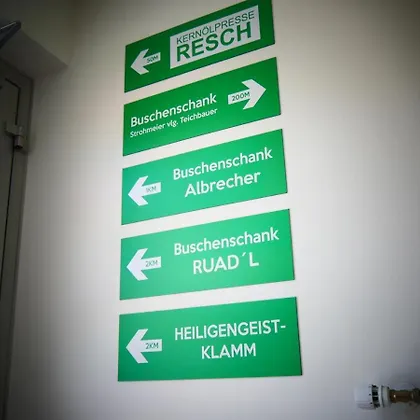 KERNÖLPRESSE
RESCH
50M
Buschenschank
Strohmeier vlg. Teichbauer
200M
Buschenschank
Albrecher
1KM
Buschenschank
RUAD´L
2KM
HEILIGENGEIST-
KLAMM
2KM